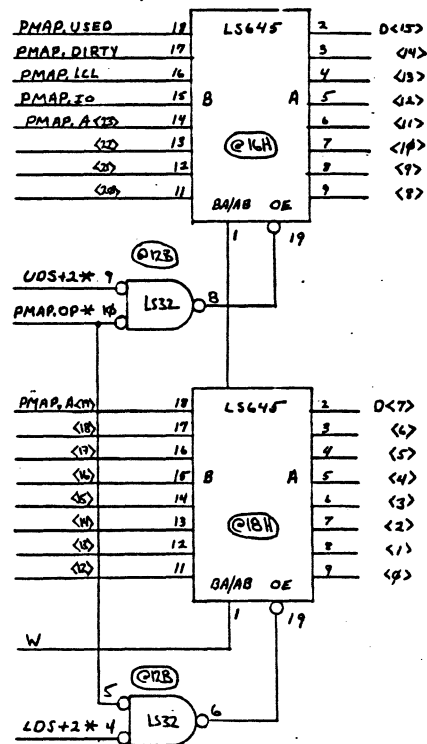 PMAP.USED 18 LS645 2 D<15>
PMAP.DIRTY 17 3 <14>
PMAP.LCL 16 4 <13>
PMAP.IO 15 B A 5 <12>
PMAP.A<23> 14 6 <11>
<22> 13 @16H 7 <10>
<21> 12 8 <9>
<20> 11 9 <8>
BA/AB OE
1 19
@12B
UDS+2* 9
LS32 8
PMAP.OP* 10
PMAP.A<19> 18 LS645 2 D<7>
<18> 17 3 <6>
<17> 16 4 <5>
<16> 15 B A 5 <4>
<15> 14 6 <3>
<14> 13 @18H 7 <2>
<13> 12 8 <1>
<12> 11 9 <0>
BA/AB OE
1 19
W
@12B
5
LS32 6
LDS+2* 4